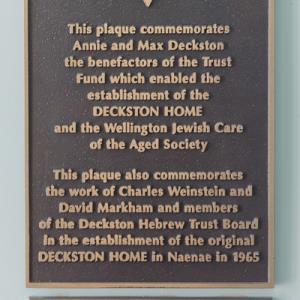 This plaque commemorates
Annie and Max Deckston
the benefactors of the Trust
Fund which enabled the
establishment of the
DECKSTON HOME
and the Wellington Jewish Care
of the Aged Society
This plaque also commemorates
the work of Charles Weinstein and
David Markham and members
of the Deckston Hebrew Trust Board
in the establishment of the original
DECKSTON HOME in Naenae in 1965